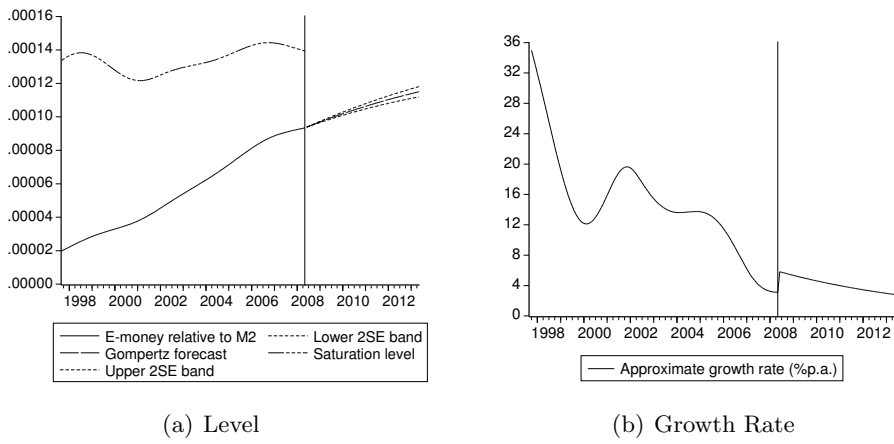 .00016
.00014
.00012
.00010
.00008
.00006
.00004
.00002
.00000
1998 2000 2002 2004 2006 2008 2010 2012
E-money relative to M2
Gompertz forecast
Upper 2SE band
Lower 2SE band
Saturation level
(a) Level
36
32
28
24
20
16
12
8
4
0
1998 2000 2002 2004 2006 2008 2010 2012
Approximate growth rate (%p.a.)
(b) Growth Rate